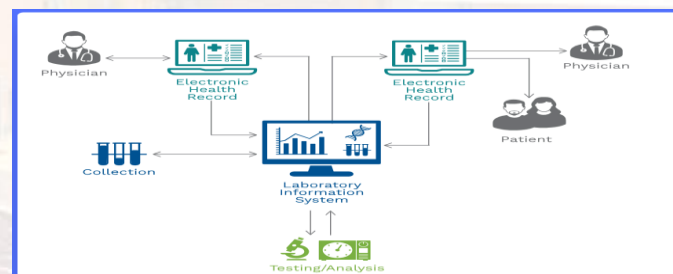 Physician
Electronic
Health
Record
Electronic
Health
Record
Physician
Patient
Collection
Laboratory
Information
System
Testing/Analysis